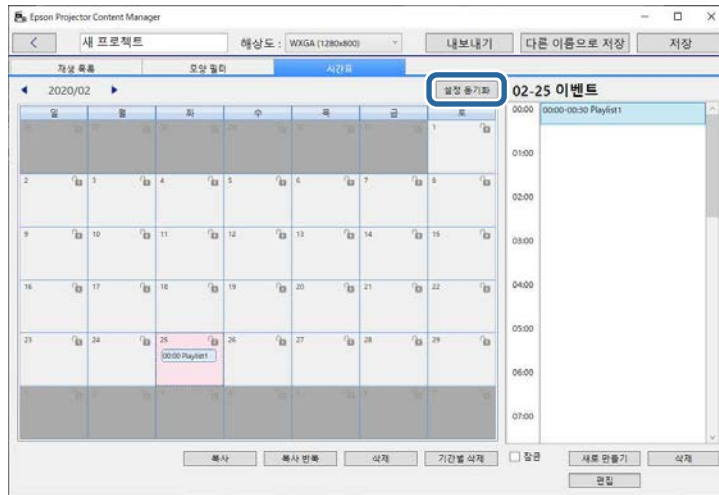 Epson Projector Content Manager
새 프로젝트 해상도 : WXGA (1280x800) 내보내기 다른 이름으로 저장 저장
재생 목록 모양 필터 시간표
2020/02 설정 동기화 02-25 이벤트
일 월 화 수 목 금 토
00:00 00:00-00:30 Playlist1
1
01:00
2 3 4 5 6 7 8
02:00
9 10 11 12 13 14 15
03:00
16 17 18 19 20 21 22
04:00
23 24 25 26 27 28 29
05:00
00:00 Playlist1
06:00
07:00
복사 복사 반복 삭제 기간별 삭제 잠금 새로 만들기 삭제
편집